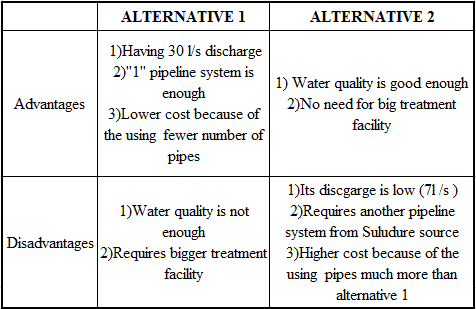 ALTERNATIVE 1
ALTERNATIVE 2
Advantages
1)Having 30 l/s discharge
2)"1" pipeline system is
enough
3)Lower cost because of
the using fewer number of
pipes
1) Water quality is good enough
2)No need for big treatment
facility
Disadvantages
1)Water quality is not
enough
2)Requires bigger treatment
facility
1)Its discgarge is low (7l /s )
2)Requires another pipeline
system from Suludure source
3)Higher cost because of the
using pipes much more than
alternative 1